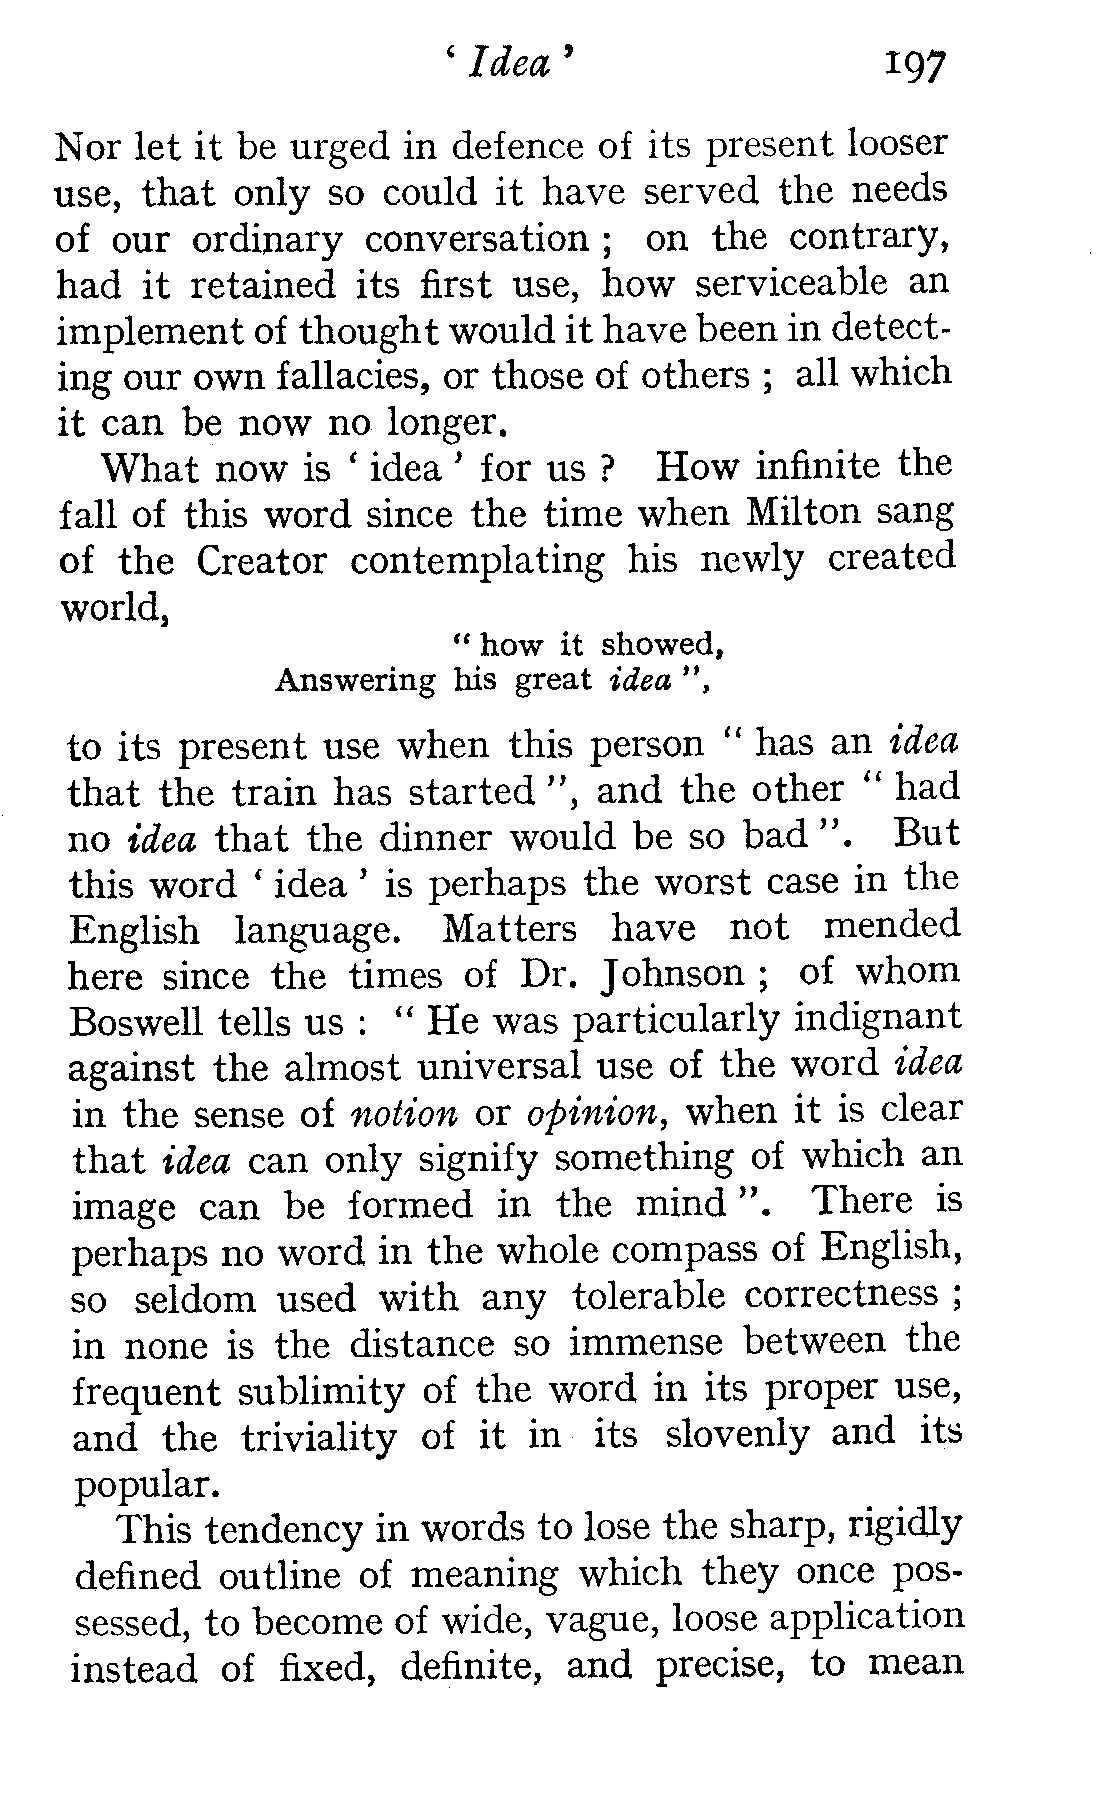 ‘ Idea ’ 197
Nor let it be urged in defence of its present looser
use, that only so could it have served the needs
of our ordinary conversation ; on the contrary,
had it retained its first use, how serviceable an
implement of thought would it have been in detect-
ing our own fallacies, or those of others ; all which
it can be now no longer.
What now is ‘ idea ’ for us ? How infinite the
fall of this word since the time when Milton sang
of the Creator contemplating his newly created
world,
“ how it showed,
Answering his great idea ”,
to its present use when this person “ has an idea
that the train has started ”, and the other “ had
no idea that the dinner would be so bad ”. But
this word ‘ idea ’ is perhaps the worst case in the
English language. Matters have not mended
here since the times of Dr. Johnson ; of whom
Boswell tells us : “ He was particularly indignant
against the almost universal use of the word idea
in the sense of notion or opinion, when it is clear
that idea can only signify something of which an
image can be formed in the mind ”. There is
perhaps no word in the whole compass of English,
so seldom used with any tolerable correctness ;
in none is the distance so immense between the
frequent sublimity of the word in its proper use,
and the triviality of it in its slovenly and its
popular.
This tendency in words to lose the sharp, rigidly
defined outline of meaning which they once pos-
sessed, to become of wide, vague, loose application
instead of fixed, definite, and precise, to mean